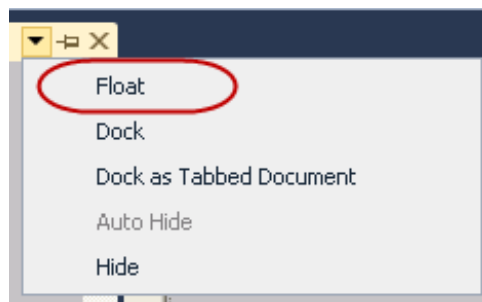 Float
Dock
Dock as Tabbed Document
Auto Hide
Hide